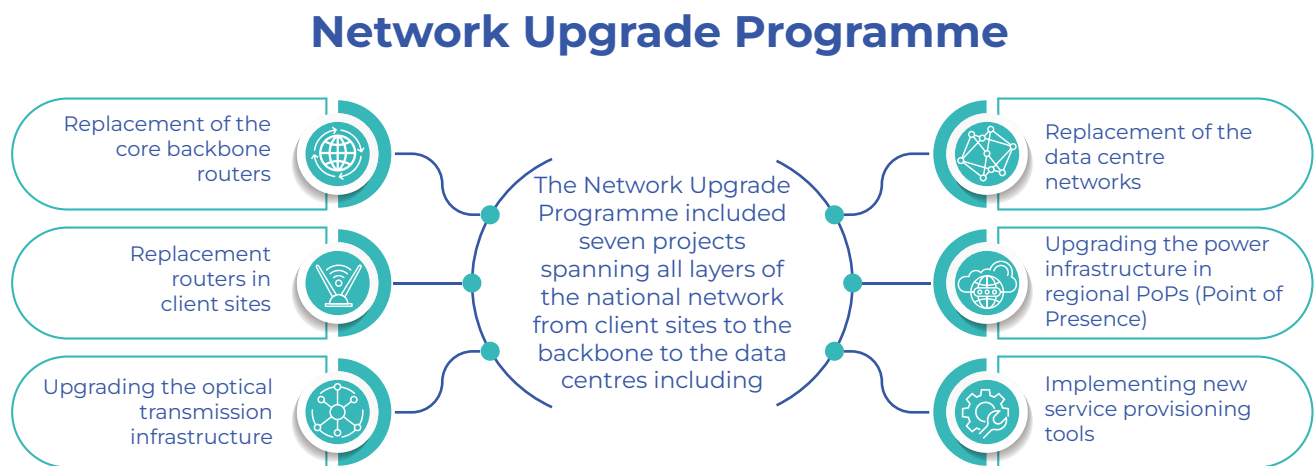 Network Upgrade Programme
Replacement of the
core backbone
routers
Replacement
routers in
client sites
Upgrading the optical
transmission
infrastructure
The Network Upgrade
Programme included
seven projects
spanning all layers of
the national network
from client sites to the
backbone to the data
centres including
Replacement of the
data centre
networks
Upgrading the power
infrastructure in
regional PoPs (Point of
Presence)
Implementing new
service provisioning
tools